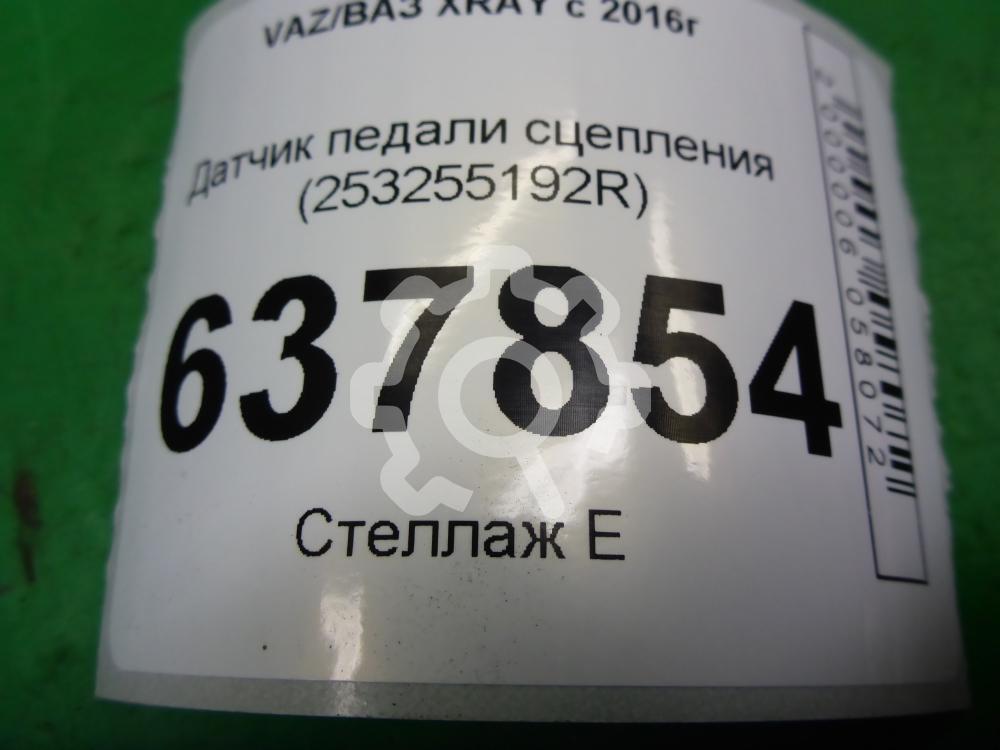 VAZ/ВАЗ XRAY с 2016г
Датчик педали сцепления
(253255192R)
637854
Стеллаж Е
2000006058072